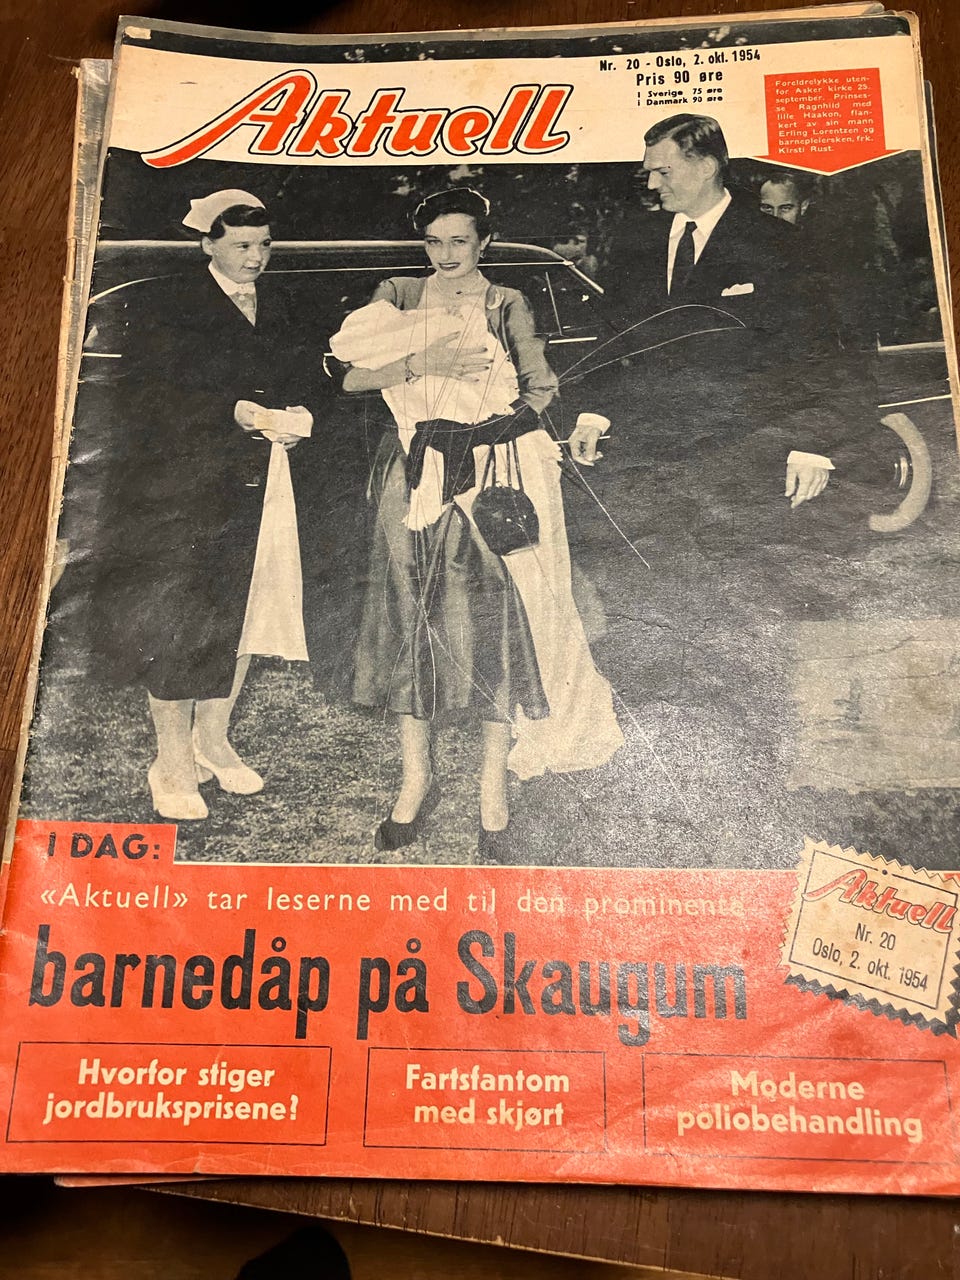 Aktuell
Nr. 20 - Oslo, 2. okt. 1954
Pris 90 øre
I Sverige 75 øre
i Danmark 90 øre
Foreldrelykke uten-
for Asker kirke 25.
september. Prinses-
se Ragnhild med
lille Haakon, flan-
kert av sin mann
Erling Lorentzen og
barnepleiersken, frk.
Kirsti Rust.
I DAG:
«Aktuell» tar leserne med til den prominente
barnedåp på Skaugum
Aktuell
Nr. 20
Oslo, 2. okt. 1954
Hvorfor stiger
jordbruksprisene?
Fartsfantom
med skjørt
Moderne
poliobehandling